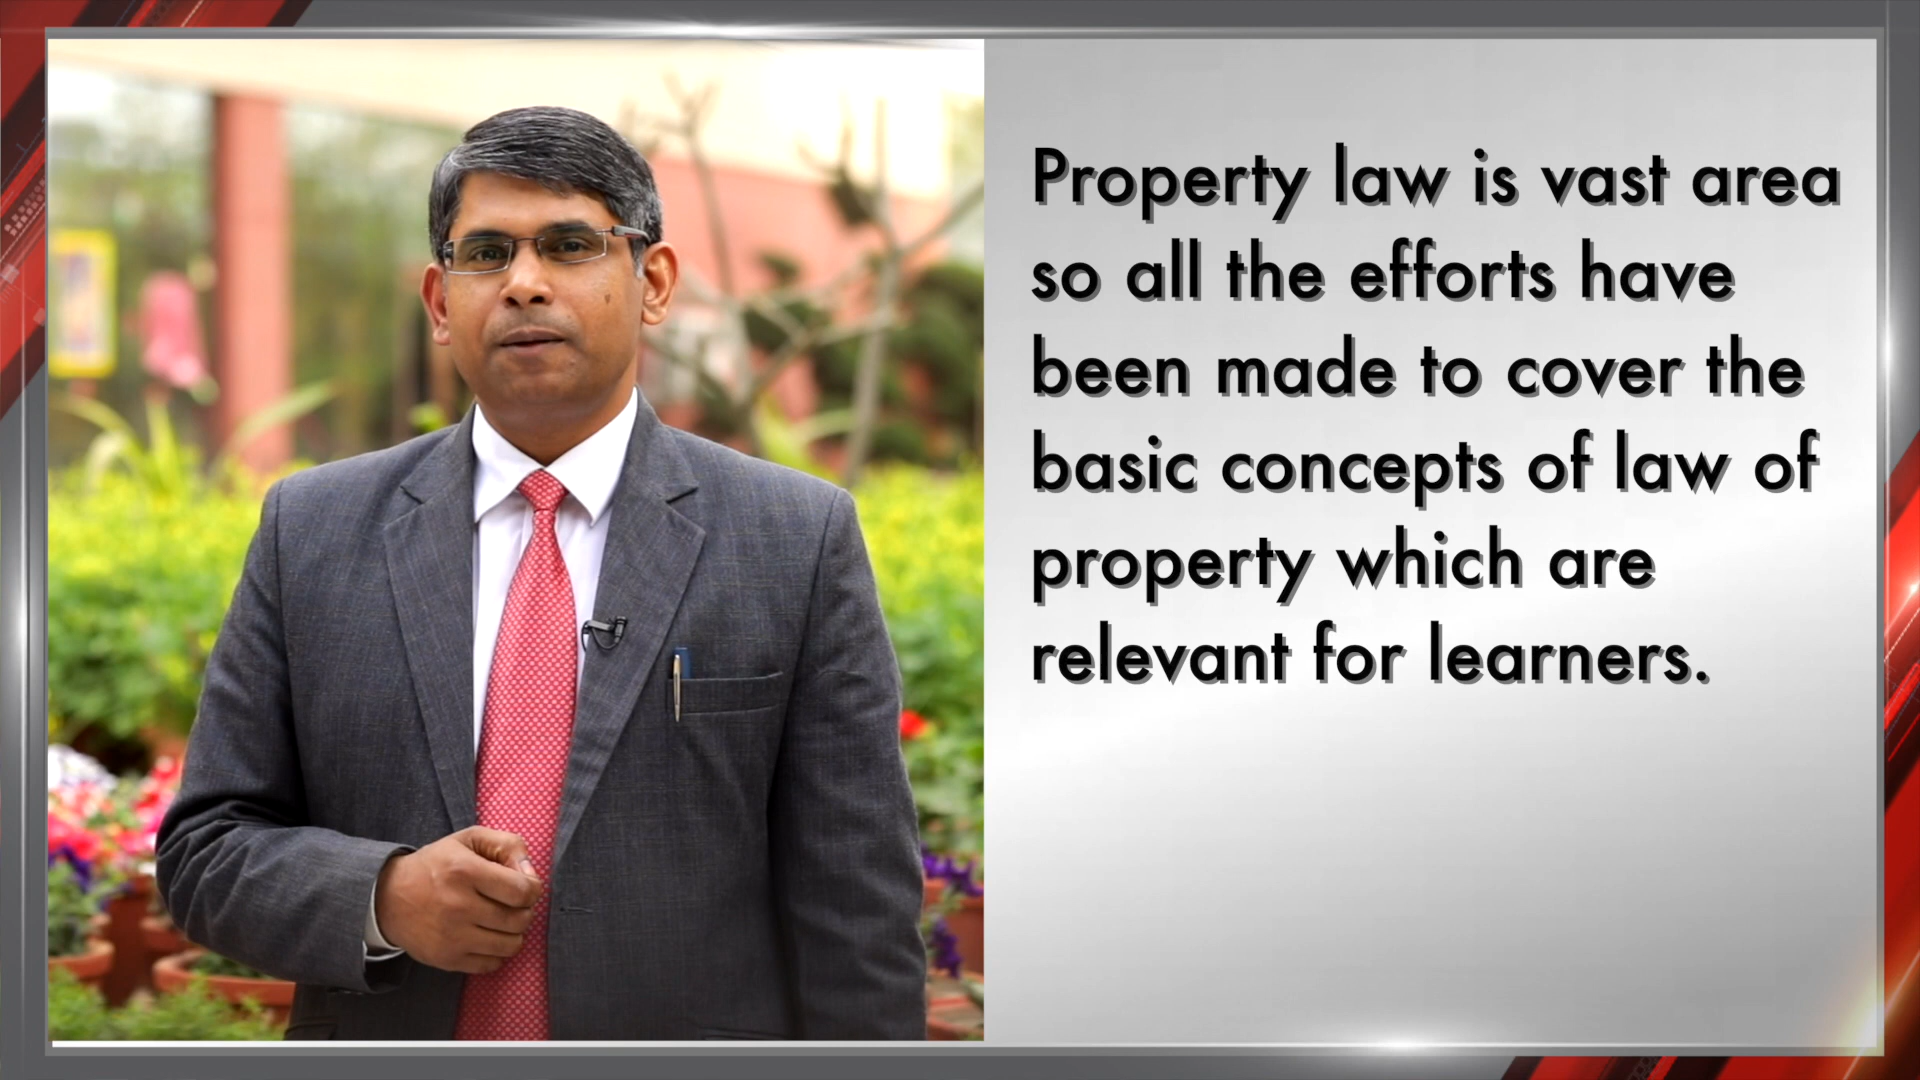 Property law is vast area
so all the efforts have
been made to cover the
basic concepts of law of
property which are
relevant for learners.